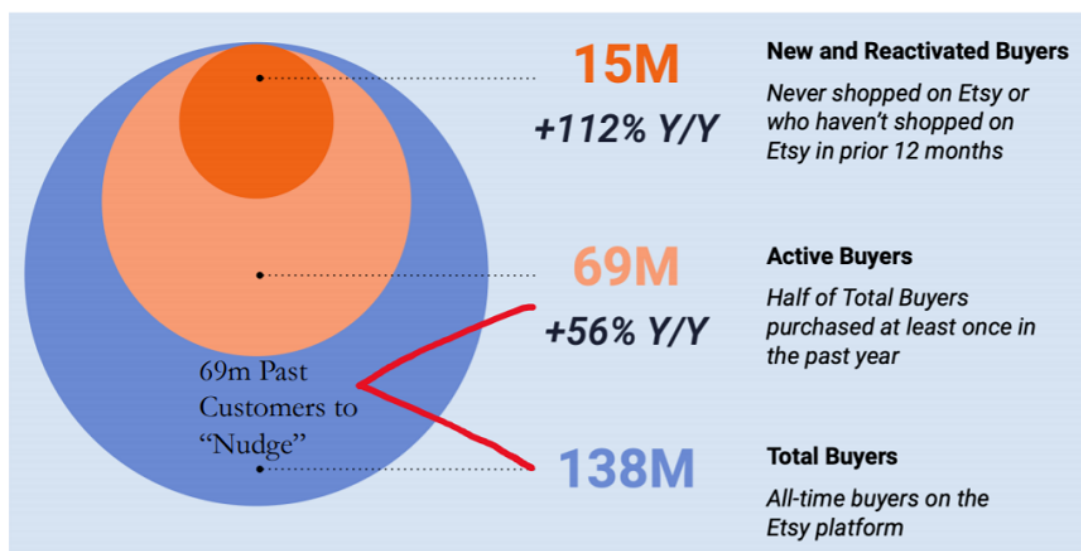 15M
+112% Y/Y
New and Reactivated Buyers
Never shopped on Etsy or
who haven't shopped on
Etsy in prior 12 months
69M
+56% Y/Y
Active Buyers
Half of Total Buyers
purchased at least once in
the past year
69m Past
Customers to
“Nudge”
138M
Total Buyers
All-time buyers on the
Etsy platform